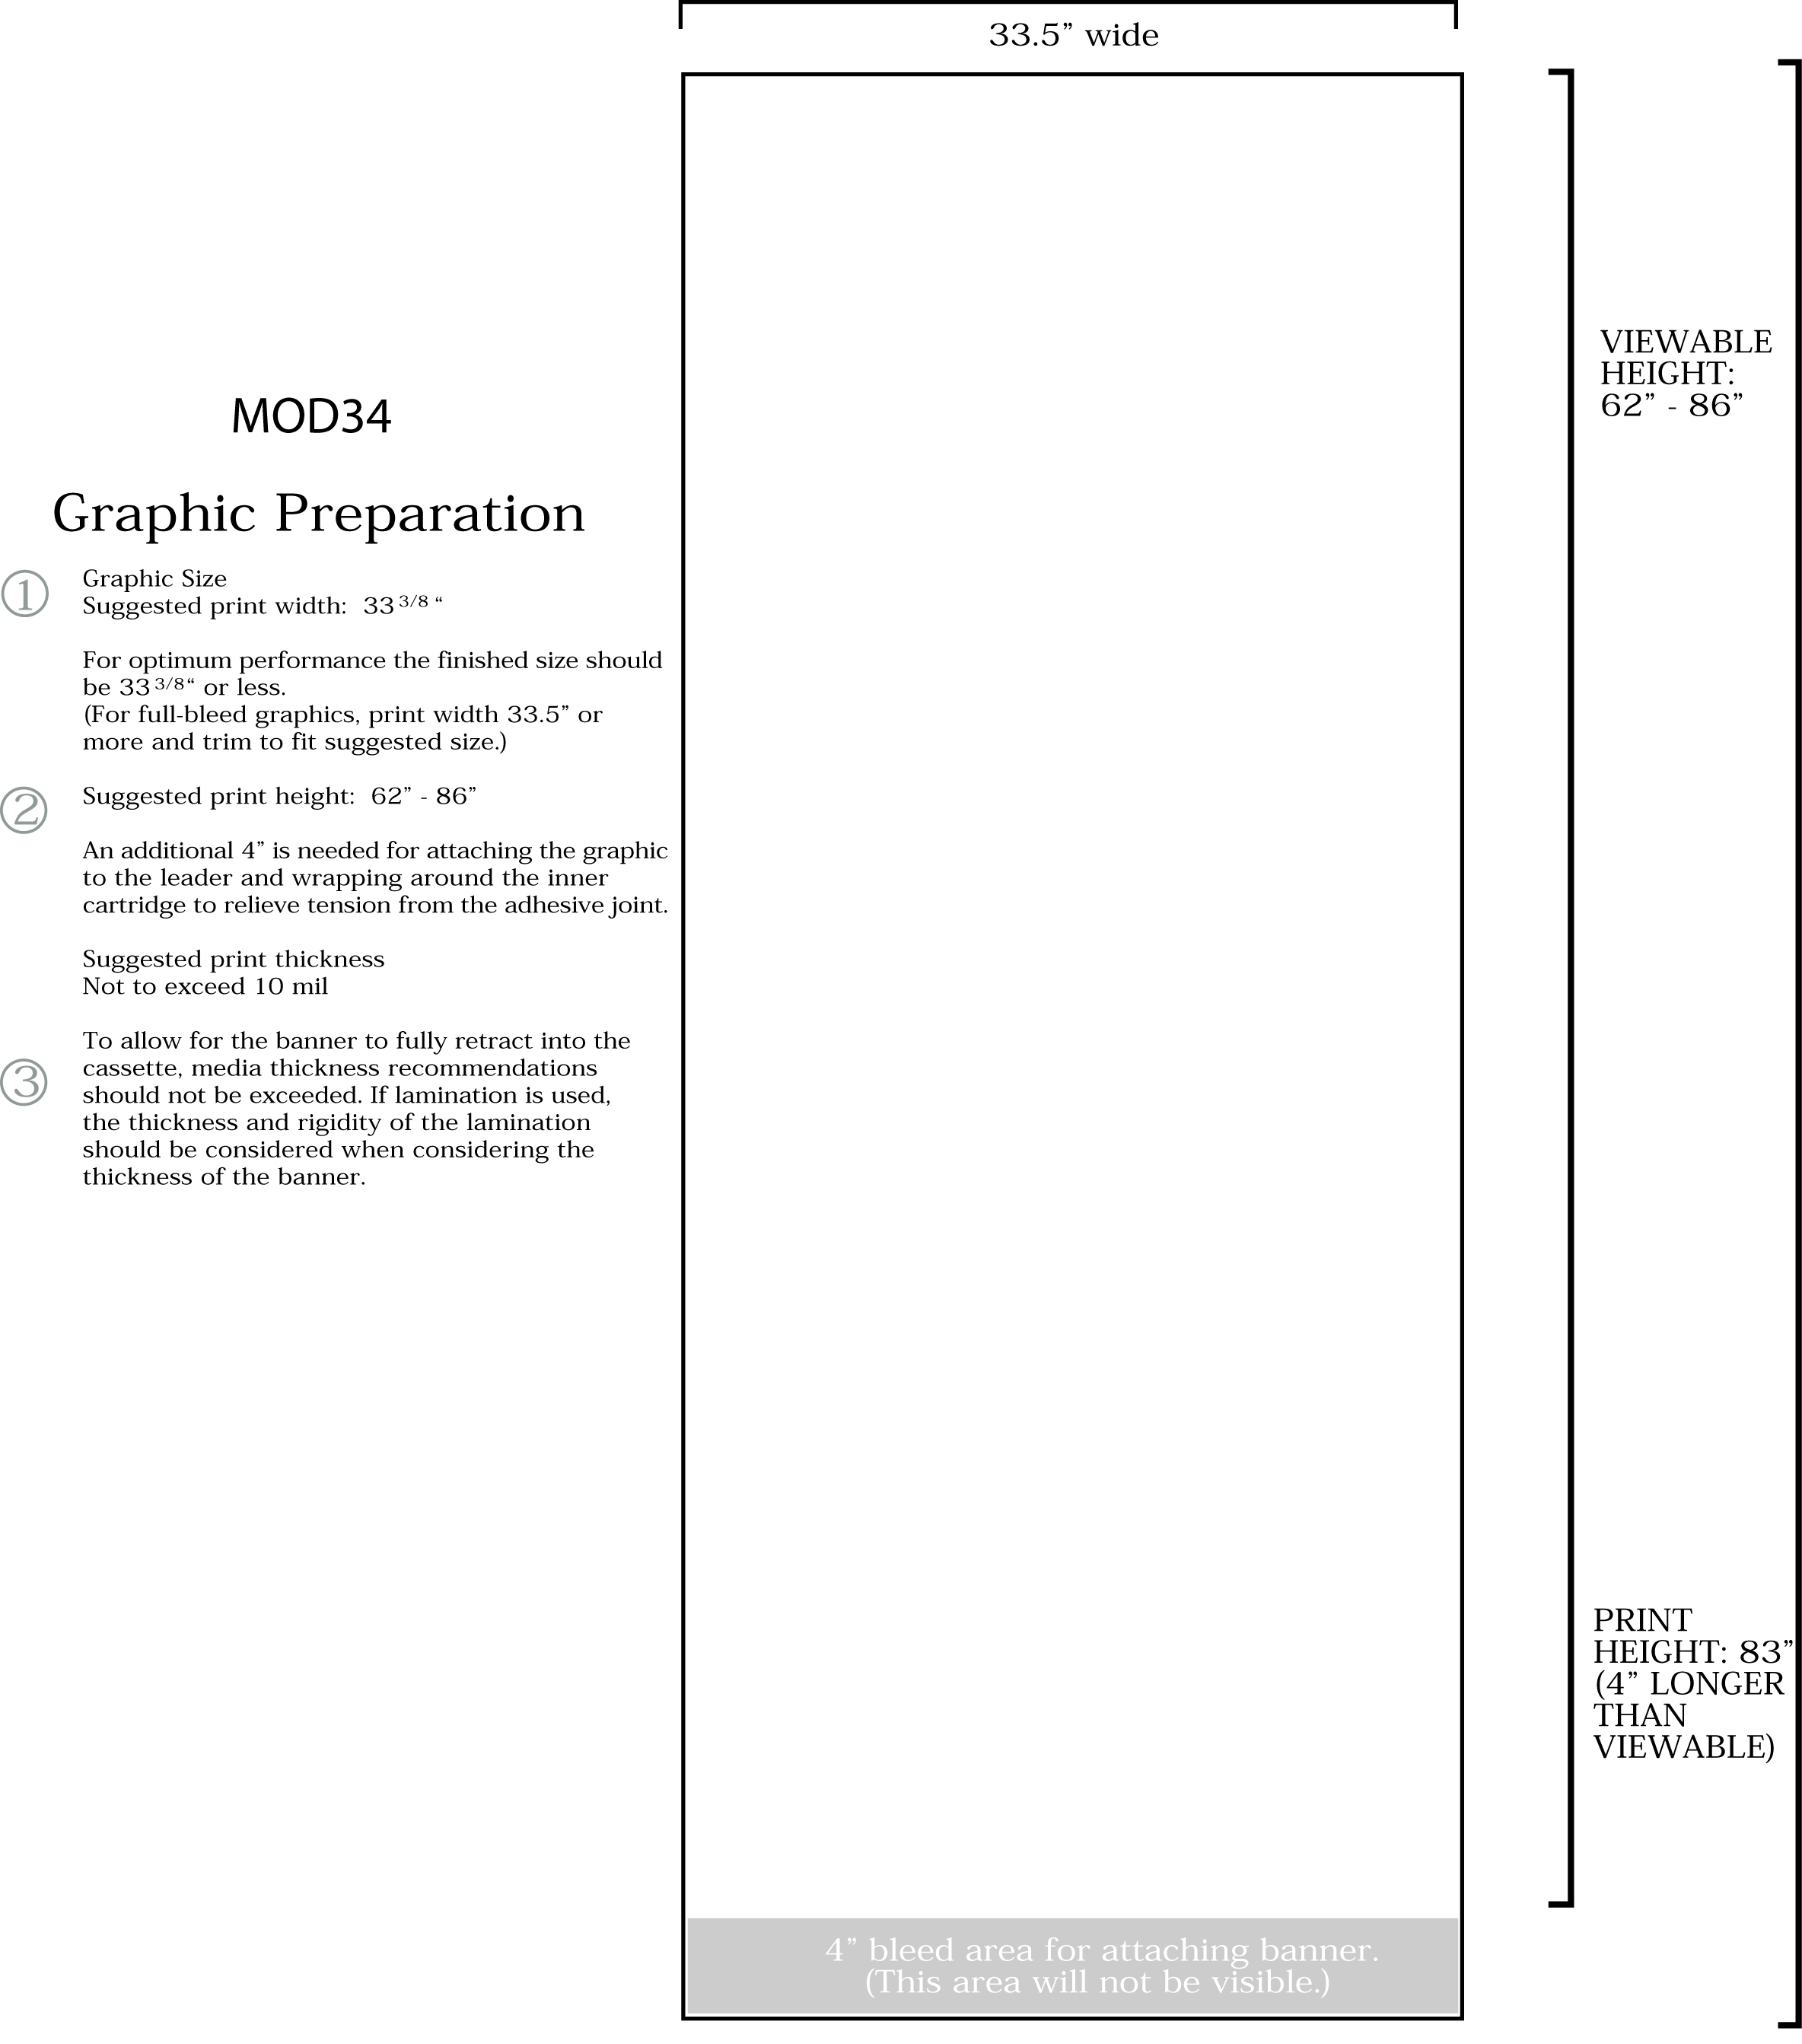 33.5” wide
MOD34
Graphic Preparation
1
Graphic Size
Suggested print width:  33 3/8 “
For optimum performance the finished size should
be 33 3/8 “ or less.
(For full-bleed graphics, print width 33.5” or
more and trim to fit suggested size.)
2
Suggested print height:  62” - 86”
An additional 4” is needed for attaching the graphic
to the leader and wrapping around the inner
cartridge to relieve tension from the adhesive joint.
Suggested print thickness
Not to exceed 10 mil
3
To allow for the banner to fully retract into the
cassette, media thickness recommendations
should not be exceeded. If lamination is used,
the thickness and rigidity of the lamination
should be considered when considering the
thickness of the banner.
VIEWABLE
HEIGHT:
62” - 86”
PRINT
HEIGHT: 83”
(4” LONGER
THAN
VIEWABLE)
4” bleed area for attaching banner.
(This area will not be visible.)